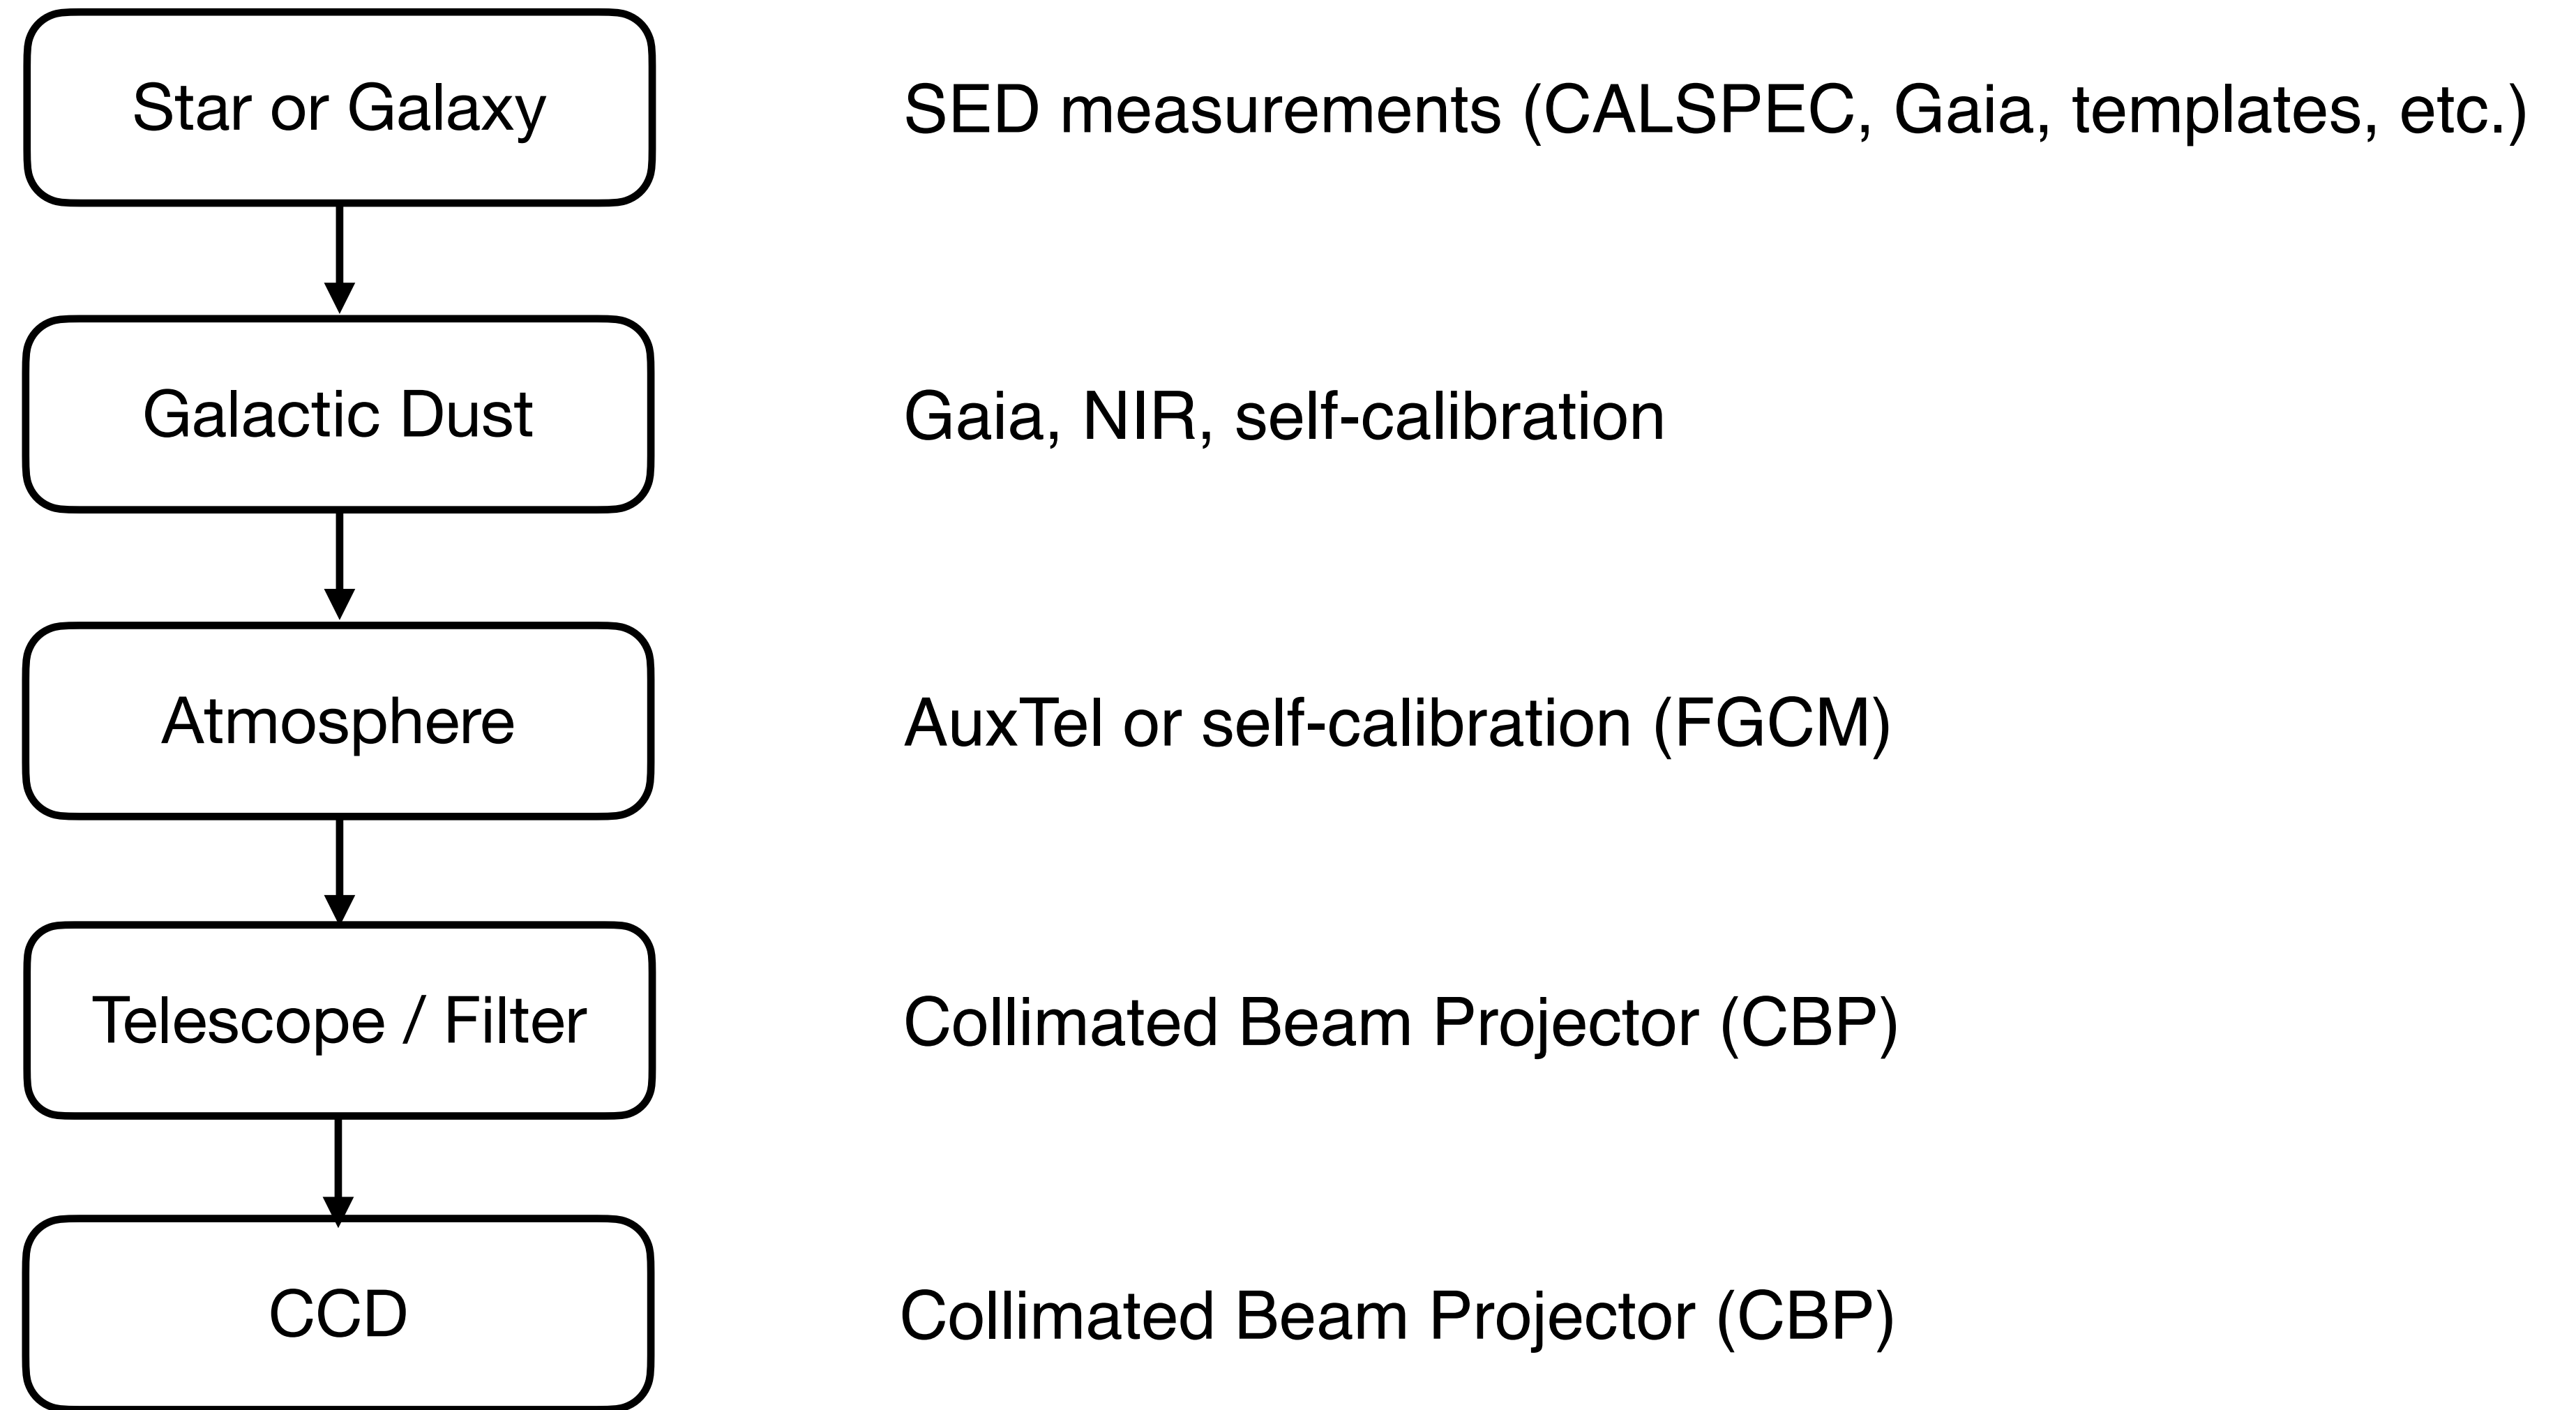 Star or Galaxy
SED measurements (CALSPEC, Gaia, templates, etc.)
Galactic Dust
Gaia, NIR, self-calibration
Atmosphere
AuxTel or self-calibration (FGCM)
Telescope / Filter
Collimated Beam Projector (CBP)
CCD
Collimated Beam Projector (CBP)